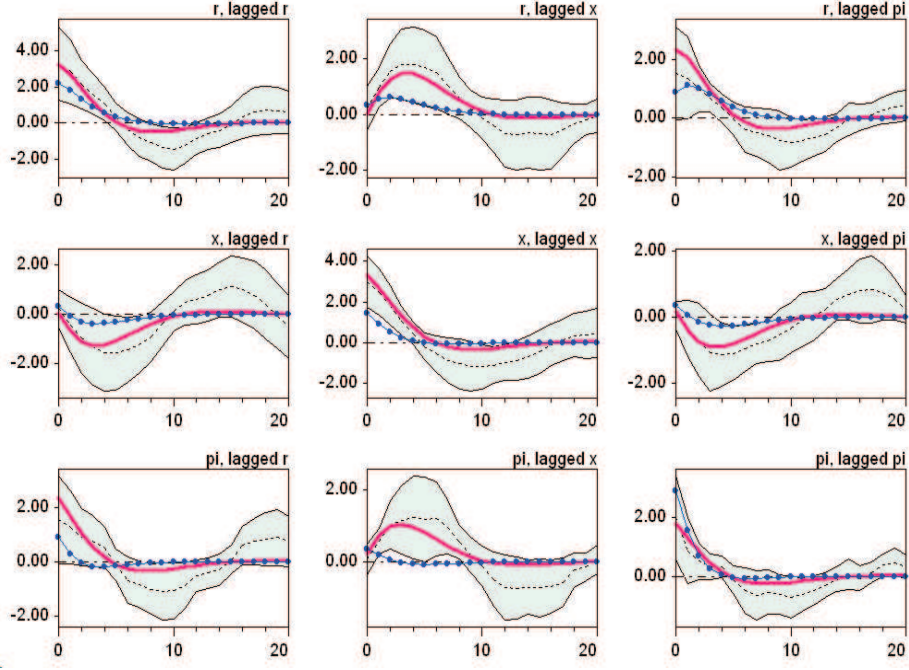 r, lagged r
4.00
2.00
0.00
-2.00
0 10 20
r, lagged x
2.00
0.00
-2.00
0 10 20
r, lagged pi
2.00
0.00
-2.00
0 10 20
x, lagged r
2.00
0.00
-2.00
0 10 20
x, lagged x
4.00
2.00
0.00
-2.00
0 10 20
x, lagged pi
2.00
0.00
-2.00
0 10 20
pi, lagged r
2.00
0.00
-2.00
0 10 20
pi, lagged x
2.00
0.00
0 10 20
pi, lagged pi
2.00
0.00
0 10 20